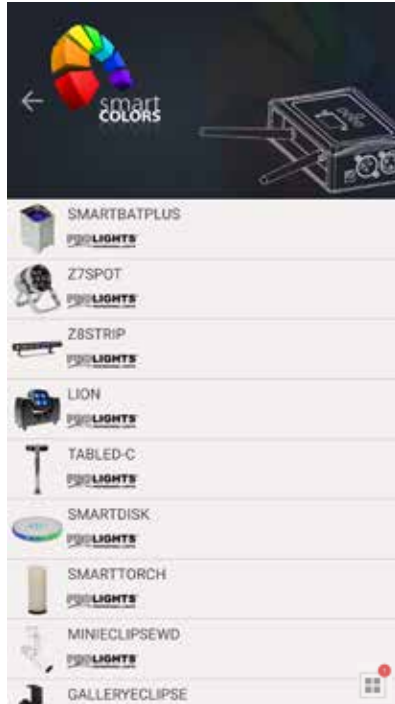 smart
COLORS
SMARTBATPLUS
PROLIGHTS
Z7SPOT
PROLIGHTS
Z8STRIP
PROLIGHTS
LION
PROLIGHTS
TABLED-C
PROLIGHTS
SMARTDISK
PROLIGHTS
SMARTTORCH
PROLIGHTS
MINIECLIPSEWD
PROLIGHTS
GALLERYECLIPSE